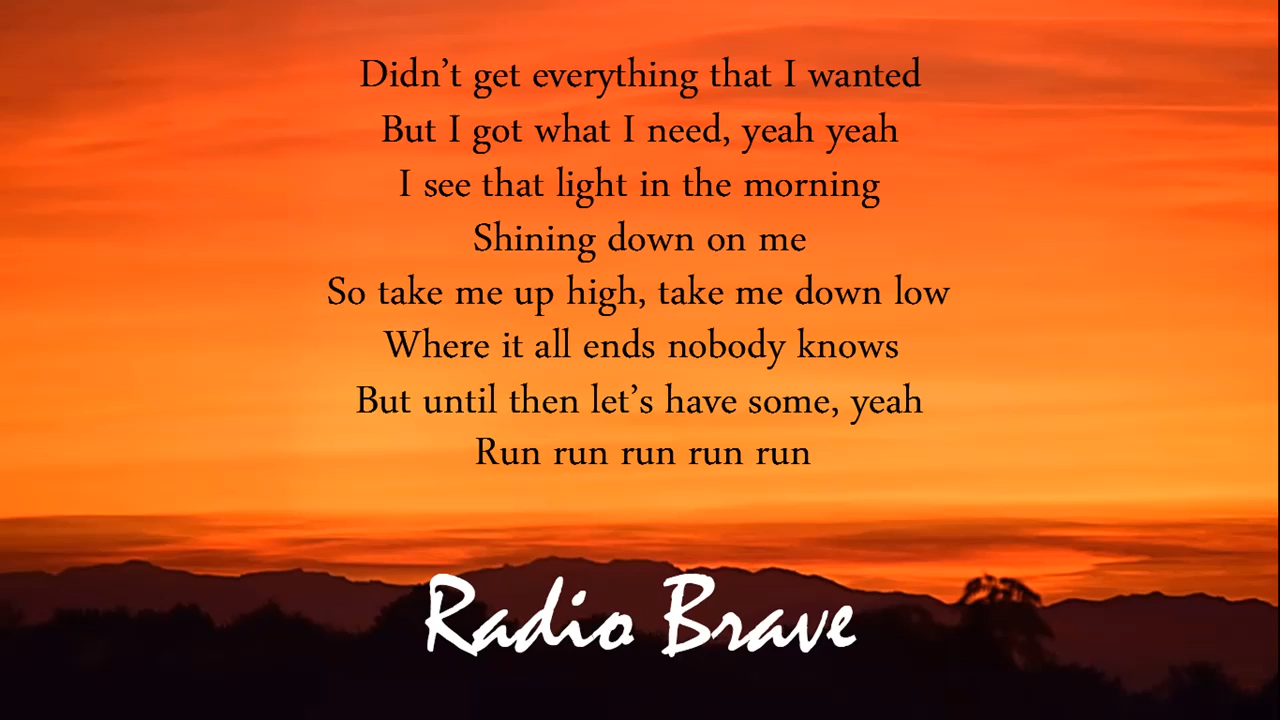 Didn't get everything that I wanted
But I got what I need, yeah yeah
I see that light in the morning
Shining down on me
So take me up high, take me down low
Where it all ends nobody knows
But until then let's have some, yeah
Run run run run run
Radio Brave